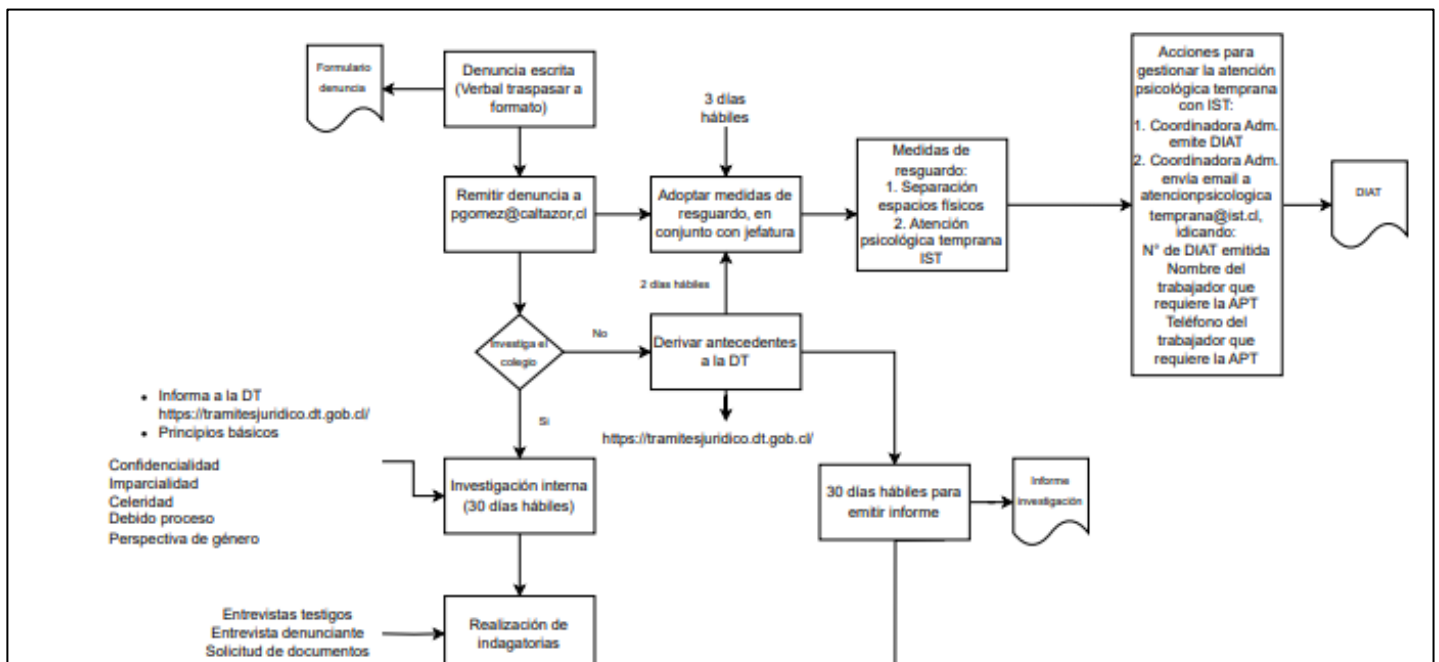 Formulario
denuncia
Denuncia escrita
(Verbal traspasar a
formato)
3 días
hábiles
Acciones para
gestionar la atención
psicológica temprana
con IST:
1. Coordinadora Adm.
emite DIAT
2. Coordinadora Adm.
envía email a
atencionpsicologica
temprana@ist.cl,
idicando:
N° de DIAT emitida
Nombre del
trabajador que
requiere la APT
Teléfono del
trabajador que
requiere la APT
DIAT
Remitir denuncia a
pgomez@caltazor,cl
Adoptar medidas de
resguardo, en
conjunto con jefatura
Medidas de
resguardo:
1. Separación
espacios físicos
2. Atención
psicológica temprana
IST
2 días hábiles
Investiga el
colegio
No
Derivar antecedentes
a la DT
• Informa a la DT
https://tramitesjuridico.dt.gob.cl/
• Principios básicos
Si
https://tramitesjuridico.dt.gob.cl/
Confidencialidad
Imparcialidad
Celeridad
Debido proceso
Perspectiva de género
Investigación interna
(30 días hábiles)
30 días hábiles para
emitir informe
Informe
investigación
Entrevistas testigos
Entrevista denunciante
Solicitud de documentos
Realización de
indagatorias